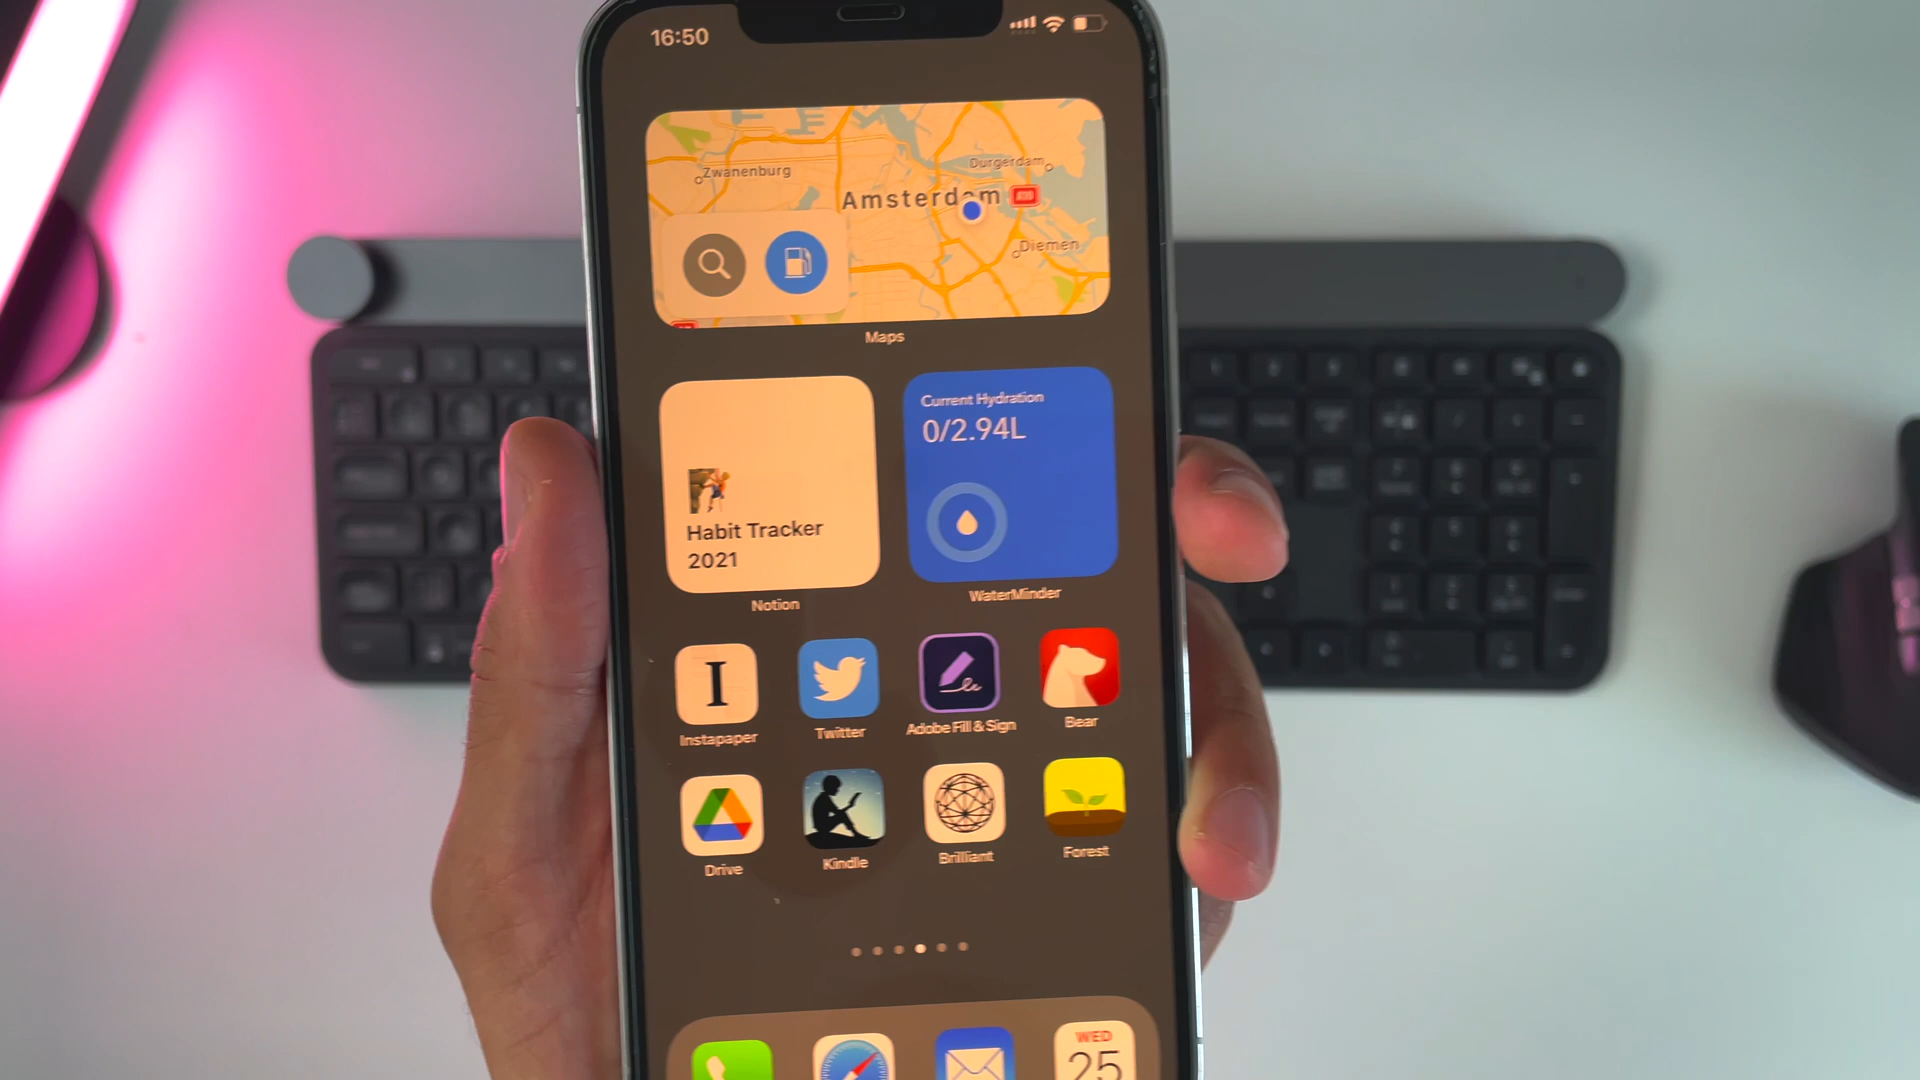 16:50
Zwanenburg
Durgerdam
Amsterdam
Diemen
Maps
Current Hydration
0/2.94L
Habit Tracker
2021
Notion
WaterMinder
I
Instapaper
Twitter
Adobe Fill & Sign
Bear
Drive
Kindle
Brilliant
Forest
WED
25